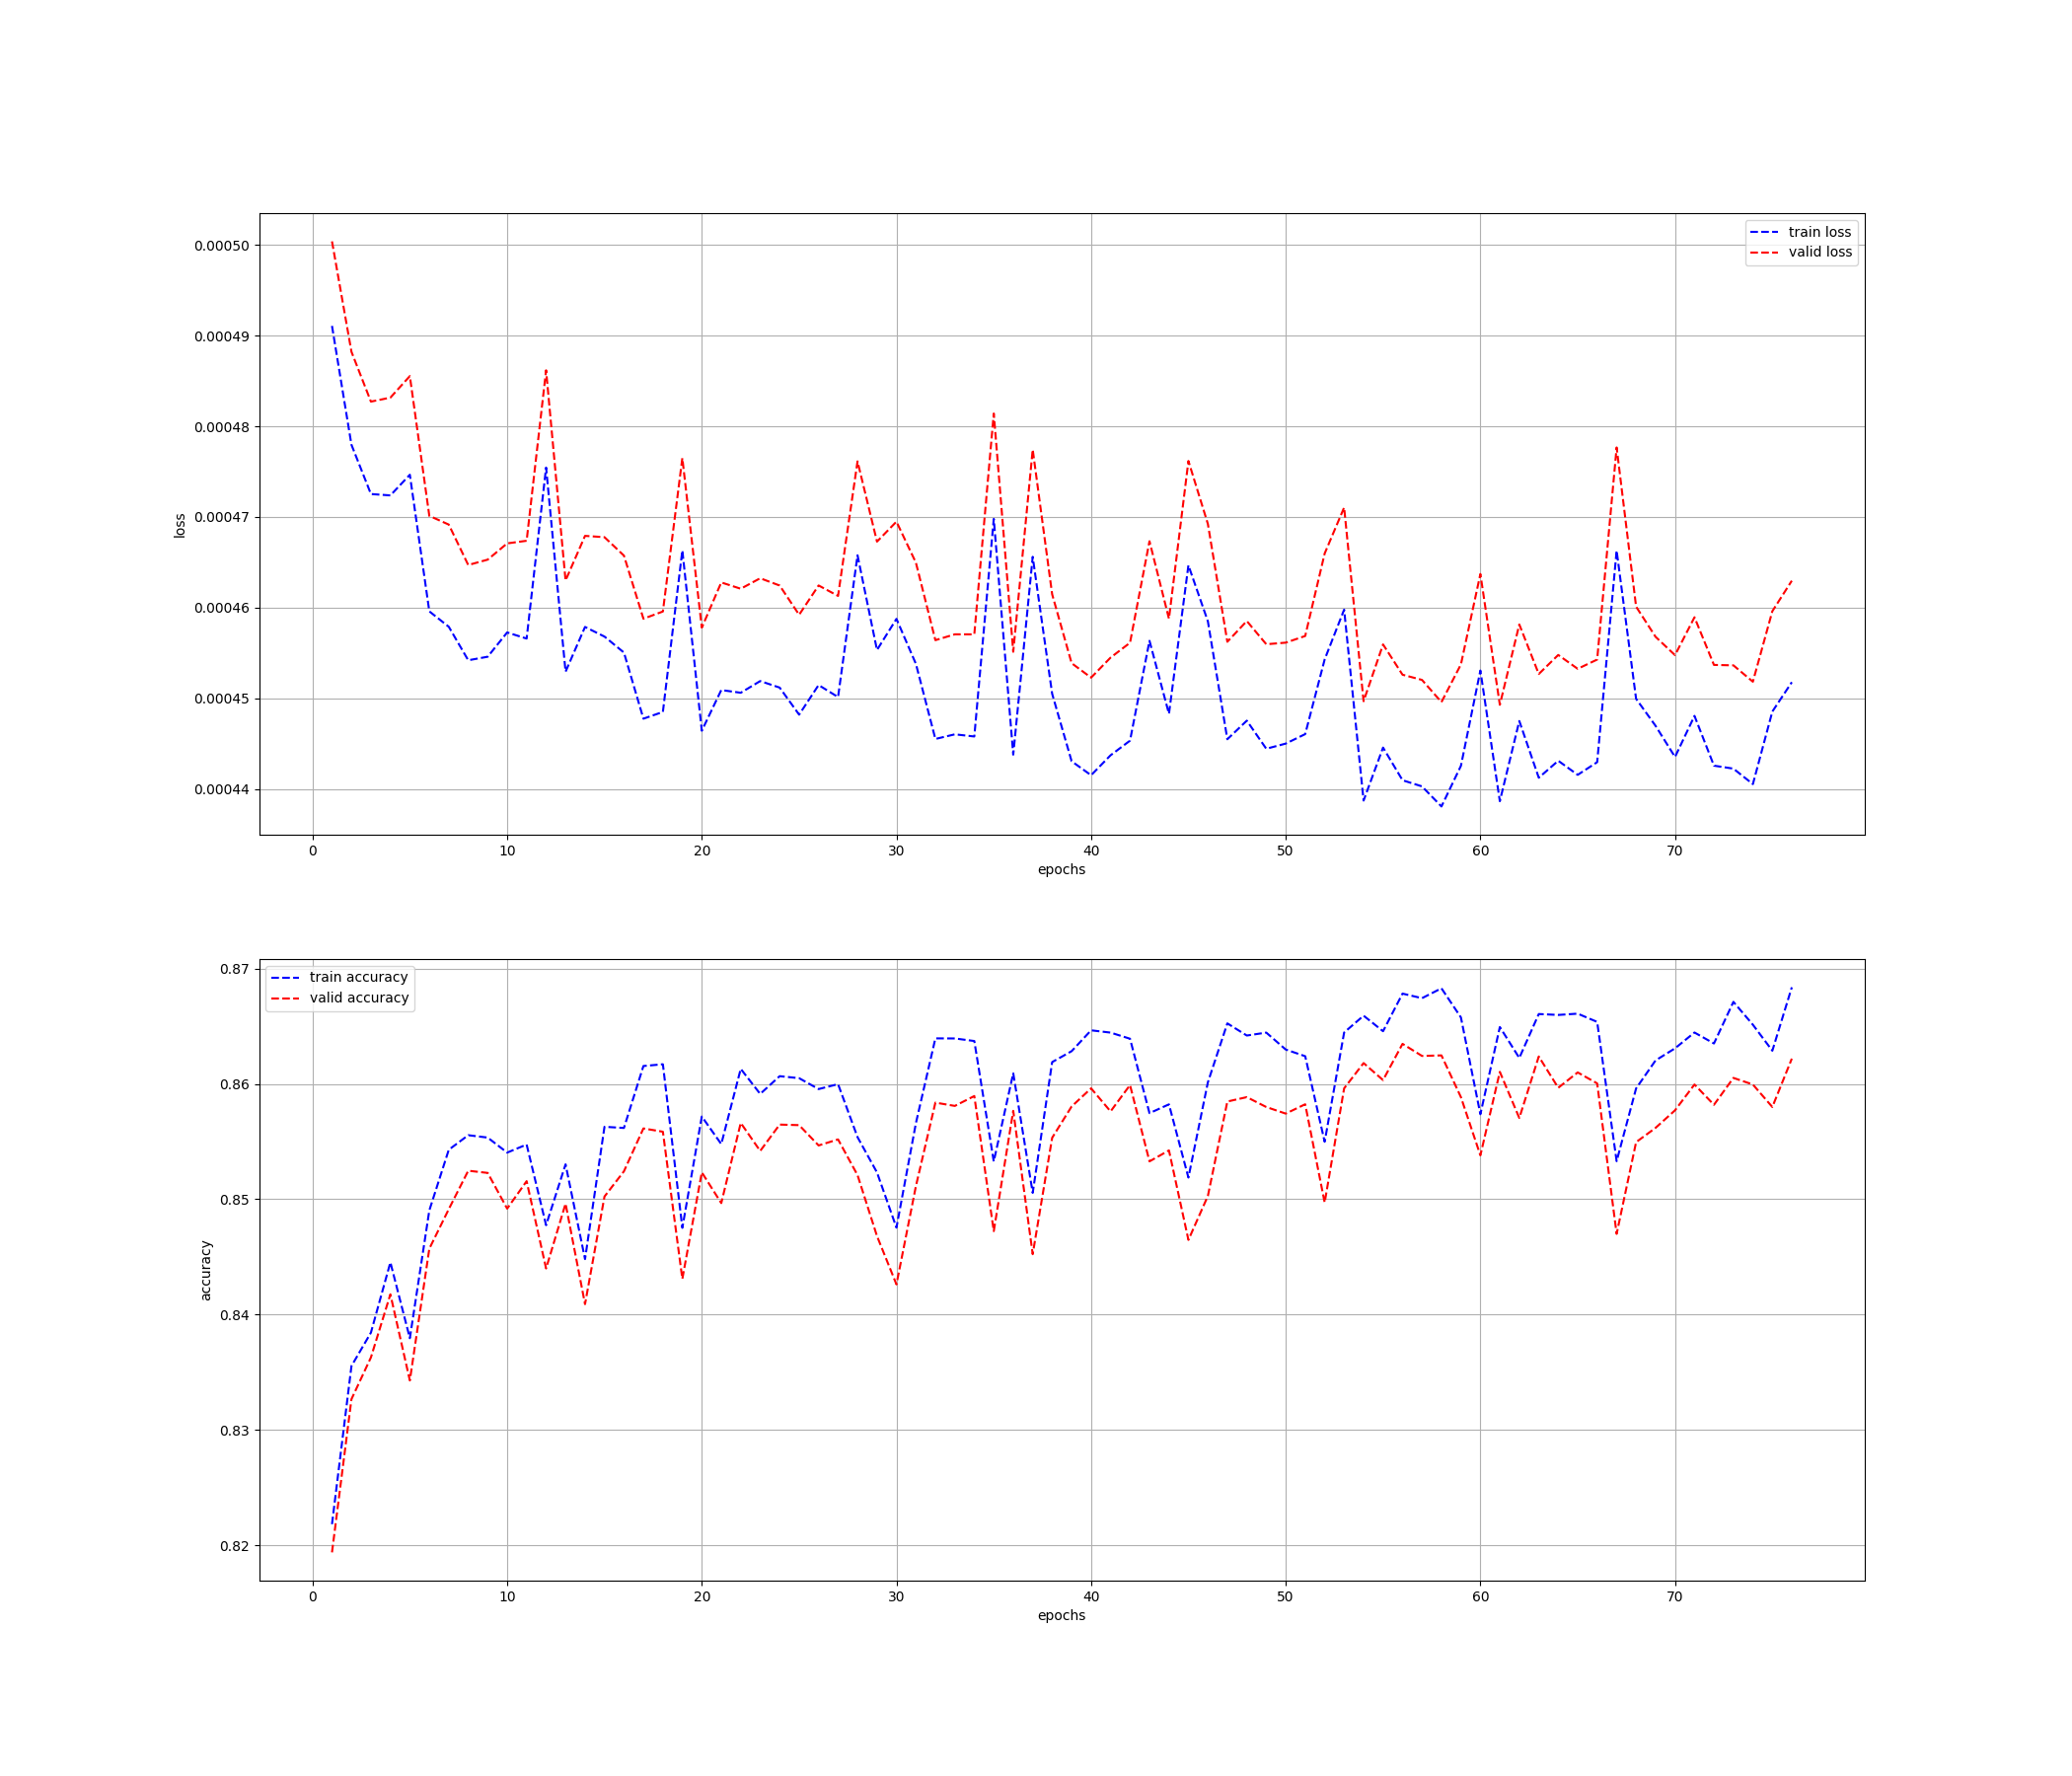 0.00050
0.00049
0.00048
0.00047
0.00046
0.00045
0.00044
loss
train loss
valid loss
0 10 20 30 40 50 60 70
epochs
0.87
0.86
0.85
0.84
0.83
0.82
accuracy
train accuracy
valid accuracy
0 10 20 30 40 50 60 70
epochs